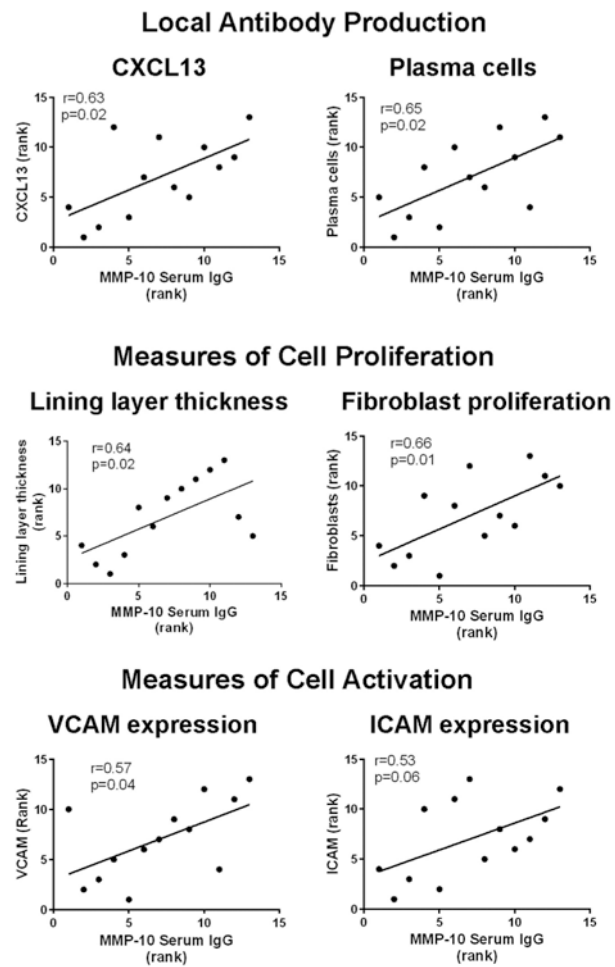 Local Antibody Production
CXCL13
r=0.63
p=0.02
15
10
5
0
0
5
10
15
CXCL13 (rank)
MMP-10 Serum IgG
(rank)
Plasma cells
r=0.65
p=0.02
15
10
5
0
0
5
10
15
Plasma cells (rank)
MMP-10 Serum IgG
(rank)
Measures of Cell Proliferation
Lining layer thickness
r=0.64
p=0.02
15
10
5
0
0
5
10
15
Lining layer thickness
(rank)
MMP-10 Serum IgG
(rank)
Fibroblast proliferation
r=0.66
p=0.01
15
10
5
0
0
5
10
15
Fibroblasts (rank)
MMP-10 Serum IgG
(rank)
Measures of Cell Activation
VCAM expression
r=0.57
p=0.04
15
10
5
0
0
5
10
15
VCAM (Rank)
MMP-10 Serum IgG
(rank)
ICAM expression
r=0.53
p=0.06
15
10
5
0
0
5
10
15
ICAM (rank)
MMP-10 Serum IgG
(rank)